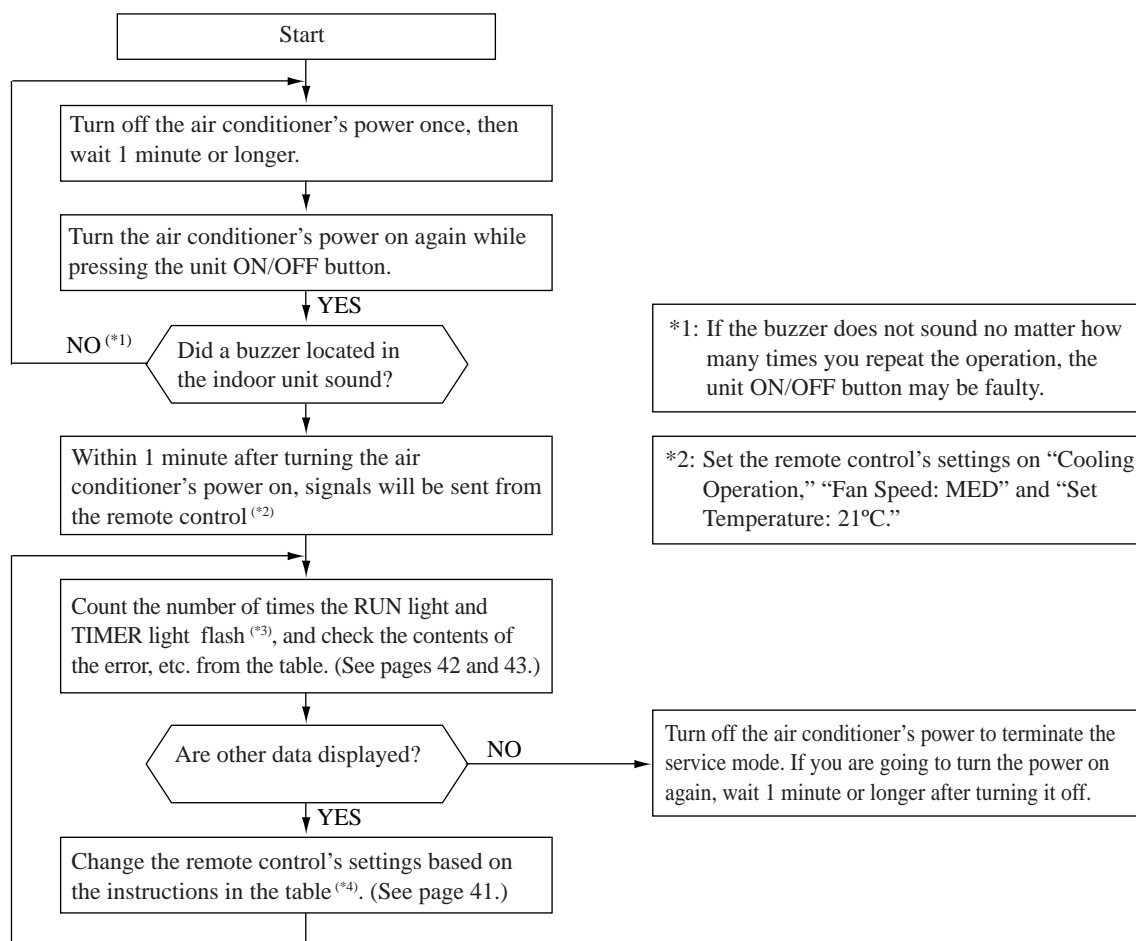 Start
Turn off the air conditioner’s power once, then
wait 1 minute or longer.
Turn the air conditioner’s power on again while
pressing the unit ON/OFF button.
YES
NO (*1)
Did a buzzer located in
the indoor unit sound?
*1: If the buzzer does not sound no matter how
many times you repeat the operation, the
unit ON/OFF button may be faulty.
Within 1 minute after turning the air
conditioner’s power on, signals will be sent from
the remote control (*2)
*2: Set the remote control’s settings on “Cooling
Operation,” “Fan Speed: MED” and “Set
Temperature: 21ºC.”
Count the number of times the RUN light and
TIMER light flash (*3), and check the contents of
the error, etc. from the table. (See pages 42 and 43.)
Are other data displayed?
NO
Turn off the air conditioner’s power to terminate the
service mode. If you are going to turn the power on
again, wait 1 minute or longer after turning it off.
YES
Change the remote control’s settings based on
the instructions in the table (*4). (See page 41.)